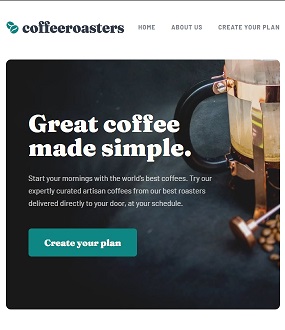 coffeeroasters
HOME ABOUT US CREATE YOUR PLAN
Great coffee
made simple.
Start your mornings with the world's best coffees. Try our
expertly curated artisan coffees from our best roasters
delivered directly to your door, at your schedule.
Create your plan